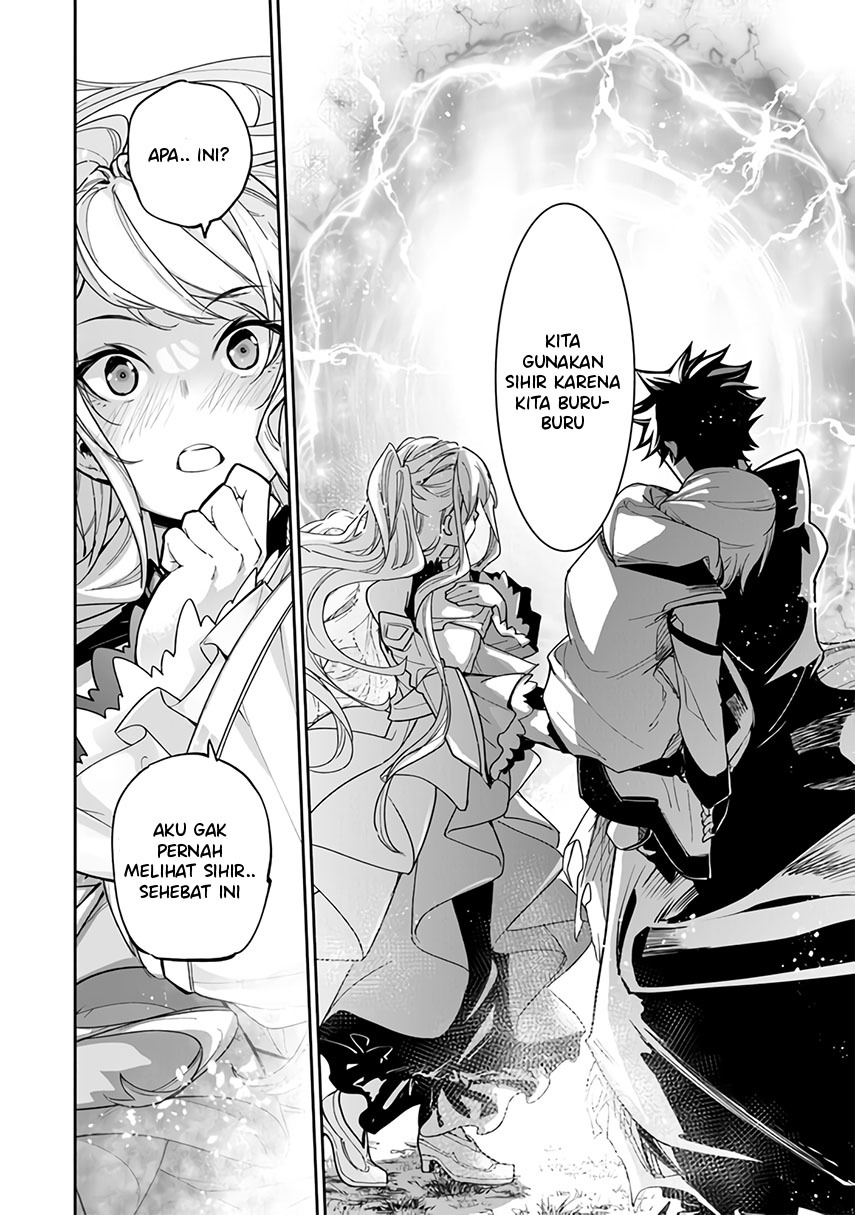 KITA
GUNAKAN
SIHIR KARENA
KITA BURU-
BURU
APA.. INI?
AKU GAK
PERNAH
MELIHAT SIHIR..
SEHEBAT INI